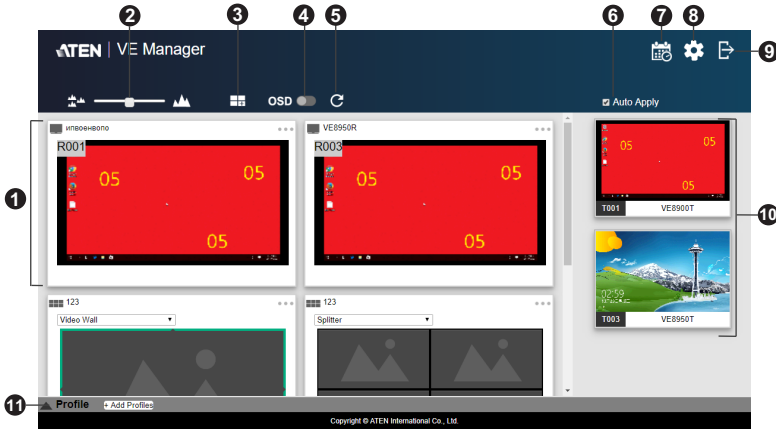 2 3 4 5 6 7 8
ATEN | VE Manager
9
OSD
Auto Apply
1
ипвоенвопо
R001
05 05
05
VE8950R
R003
05 05
05
05 05
05
T001 VE8900T
10
02:59
T003 VE8950T
123
Video Wall
123
Splitter
11
Profile + Add Profiles
Copyright © ATEN International Co., Ltd.